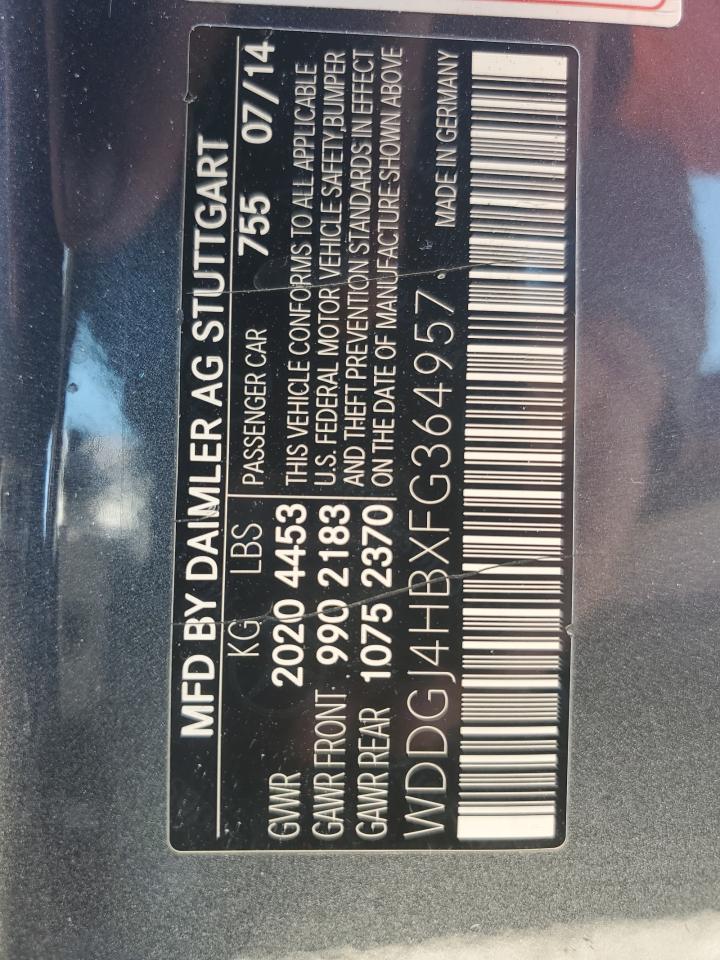 MFD BY DAIMLER AG STUTTGART
KG LBS PASSENGER CAR 755 07/14
GVWR 2020 4453 THIS VEHICLE CONFORMS TO ALL APPLICABLE
GAWR FRONT 990 2183 U.S. FEDERAL MOTOR VEHICLE SAFETY,BUMPER
GAWR REAR 1075 2370 AND THEFT PREVENTION STANDARDS IN EFFECT
ON THE DATE OF MANUFACTURE SHOWN ABOVE
WDDGJ4HBXFG364957 MADE IN GERMANY